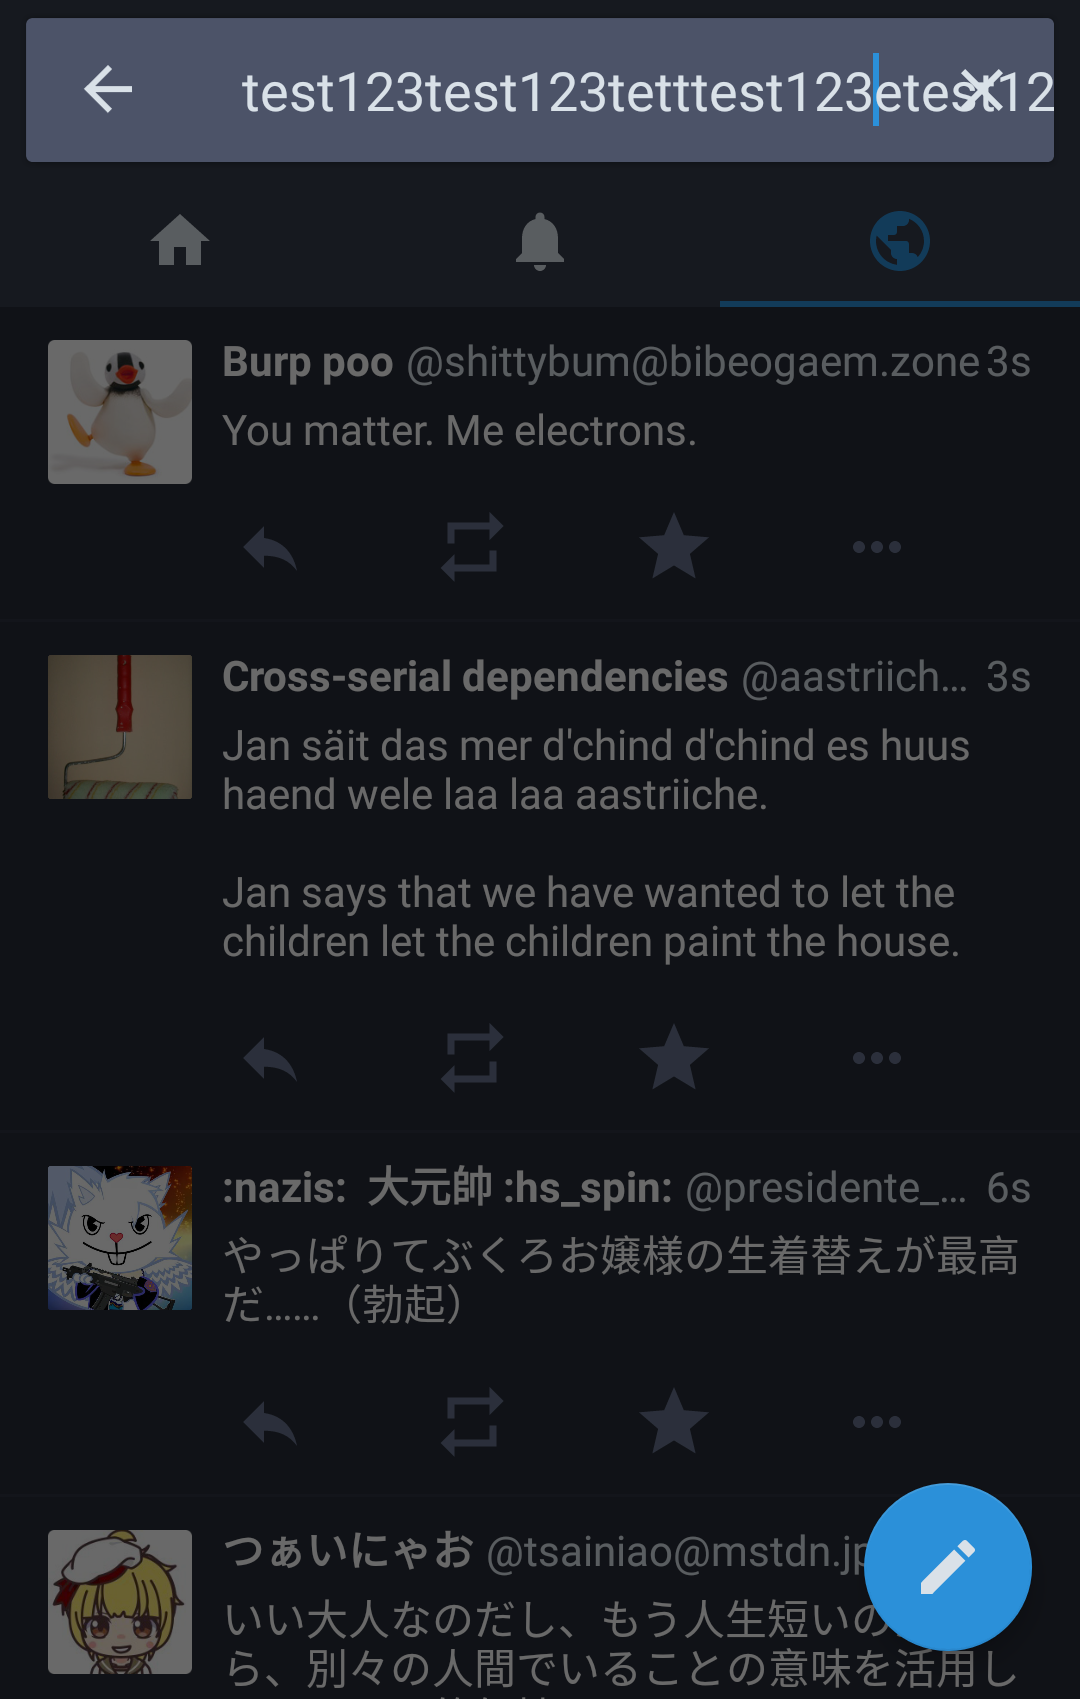 test123test123tetttest123etest12
Burp poo @shittybum@bibeogaem.zone 3s
You matter. Me electrons.
Cross-serial dependencies @aastriich... 3s
Jan säit das mer d'chind d'chind es huus
haend wele laa laa aastriiche.
Jan says that we have wanted to let the
children let the children paint the house.
:nazis: 大元帥 :hs_spin: @presidente_... 6s
やっぱりてぶくろお嬢様の生着替えが最高
だ……（勃起）
つぁいにゃお @tsainiao@mstdn.jp
いい大人なのだし、もう人生短いの
ら、別々の人間でいることの意味を活用し